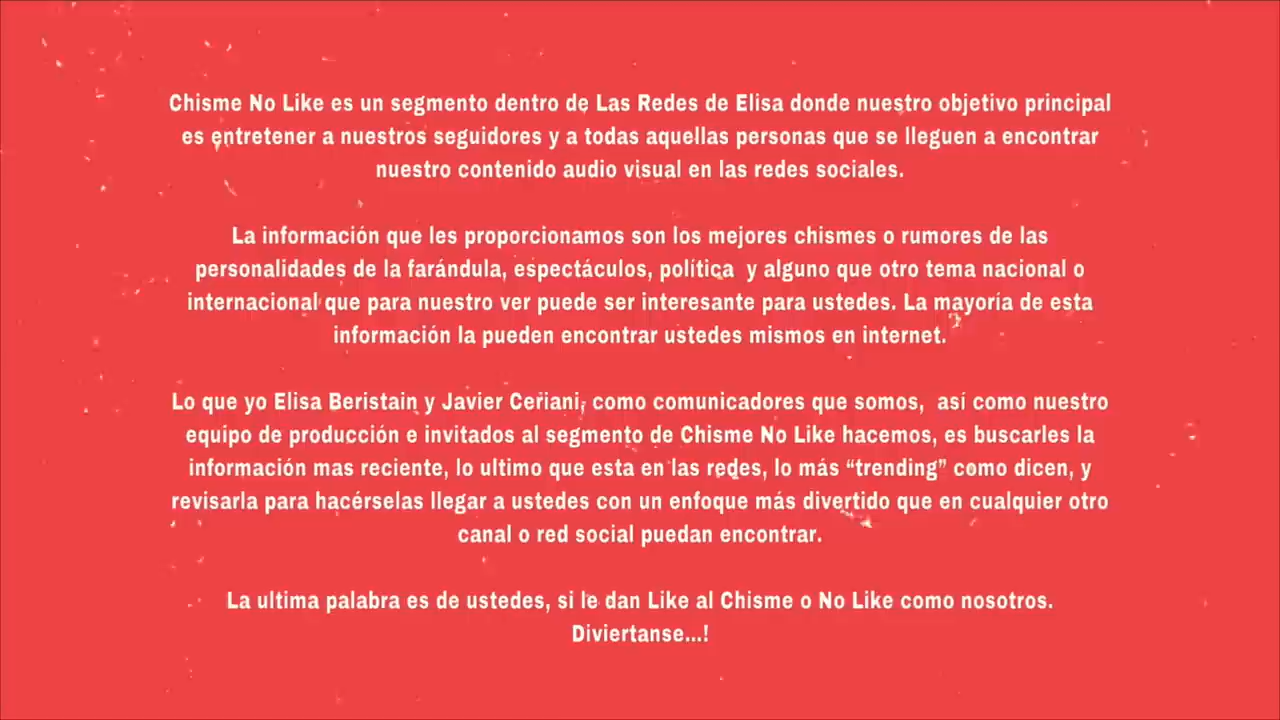 Chisme No Like es un segmento dentro de Las Redes de Elisa donde nuestro objetivo principal
es entretener a nuestros seguidores y a todas aquellas personas que se lleguen a encontrar
nuestro contenido audio visual en las redes sociales.
La información que les proporcionamos son los mejores chismes o rumores de las
personalidades de la farándula, espectáculos, política y alguno que otro tema nacional o
internacional que para nuestro ver puede ser interesante para ustedes. La mayoría de esta
información la pueden encontrar ustedes mismos en internet.
Lo que yo Elisa Beristain y Javier Ceriani, como comunicadores que somos, así como nuestro
equipo de producción e invitados al segmento de Chisme No Like hacemos, es buscarles la
información mas reciente, lo ultimo que esta en las redes, lo más “trending” como dicen, y
revisarla para hacérselas llegar a ustedes con un enfoque más divertido que en cualquier otro
canal o red social puedan encontrar.
La ultima palabra es de ustedes, si le dan Like al Chisme o No Like como nosotros.
Diviertanse...!